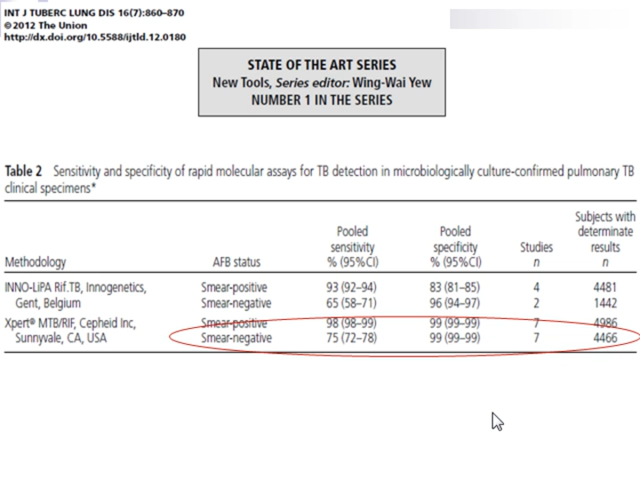 INT J TUBERC LUNG DIS 16(7):860–870
©2012 The Union
http://dx.doi.org/10.5588/ijtld.12.0180
STATE OF THE ART SERIES
New Tools, Series editor: Wing-Wai Yew
NUMBER 1 IN THE SERIES
Table 2 Sensitivity and specificity of rapid molecular assays for TB detection in microbiologically culture-confirmed pulmonary TB
clinical specimens*
Methodology AFB status Pooled sensitivity % (95%CI) Pooled specificity % (95%CI) Studies n Subjects with determinate results n
INNO-LiPA Rif.TB, Innogenetics, Smear-positive 93 (92–94) 83 (81–85) 4 4481
Gent, Belgium Smear-negative 65 (58–71) 96 (94–97) 2 1442
Xpert® MTB/RIF, Cepheid Inc, Smear-positive 98 (98–99) 99 (99–99) 7 4986
Sunnyvale, CA, USA Smear-negative 75 (72–78) 99 (99–99) 7 4466